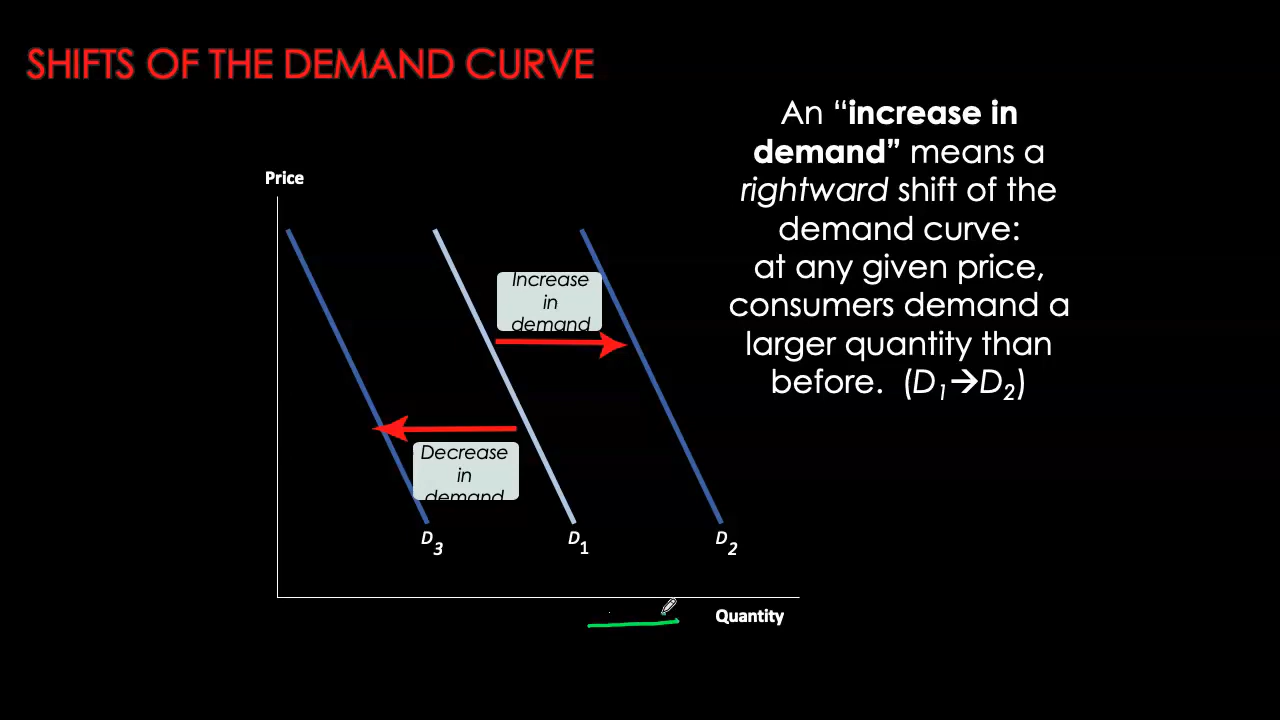 SHIFTS OF THE DEMAND CURVE
An “increase in
demand” means a
rightward shift of the
demand curve:
at any given price,
consumers demand a
larger quantity than
before. (D1→D2)
Price
Increase
in
demand
Decrease
in
demand
D3
D1
D2
Quantity